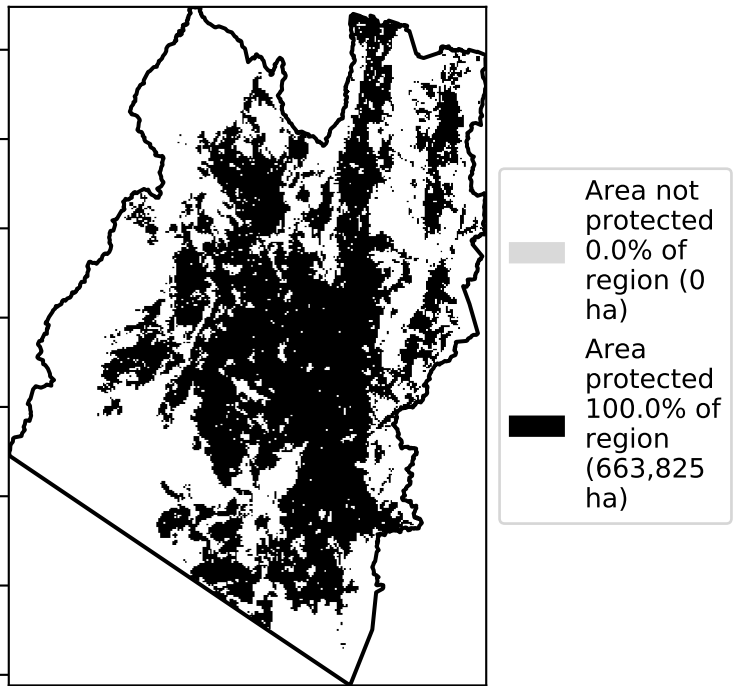 Area not
protected
0.0% of
region (0
ha)
Area
protected
100.0% of
region
(663,825
ha)